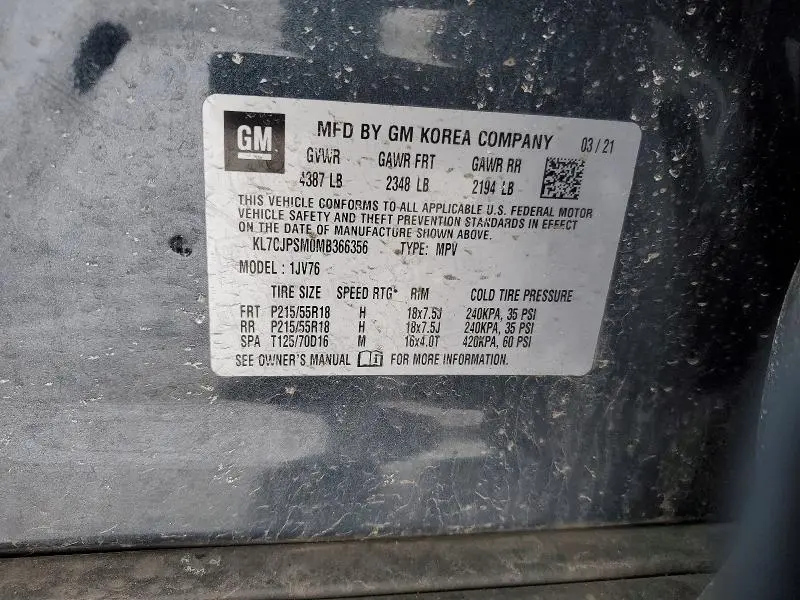 GM
MFD BY GM KOREA COMPANY 03/21
GVWR GAWR FRT GAWR RR
4387 LB 2348 LB 2194 LB
THIS VEHICLE CONFORMS TO ALL APPLICABLE U.S. FEDERAL MOTOR
VEHICLE SAFETY AND THEFT PREVENTION STANDARDS IN EFFECT
ON THE DATE OF MANUFACTURE SHOWN ABOVE.
KL7CJPSM0MB366356 TYPE: MPV
MODEL: 1JV76
TIRE SIZE SPEED RTG* RIM COLD TIRE PRESSURE
FRT P215/55R18 H 18x7.5J 240KPA, 35 PSI
RR P215/55R18 H 18x7.5J 240KPA, 35 PSI
SPA T125/70D16 M 16x4.0T 420KPA, 60 PSI
SEE OWNER'S MANUAL FOR MORE INFORMATION.